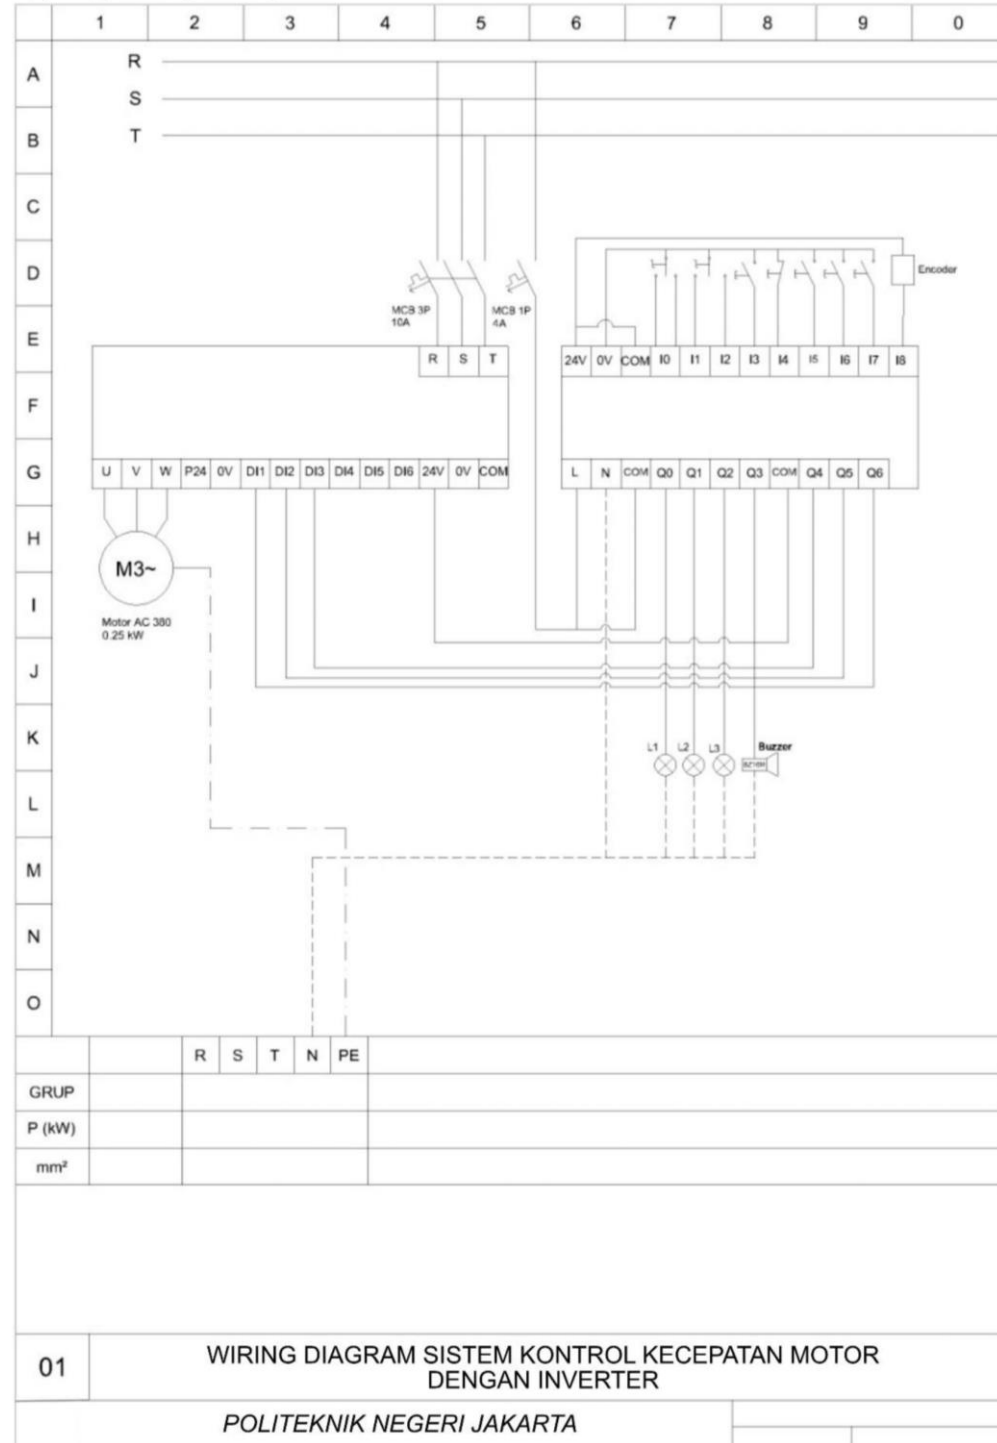 1 2 3 4 5 6 7 8 9 0
A R
S
B T
C
D Encoder
MCB 3P MCB 1P
10A 4A
E
R S T 24V 0V COM I0 I1 I2 I3 I4 I5 I6 I7 I8
F
G U V W P24 0V DI1 DI2 DI3 DI4 DI5 DI6 24V 0V COM L N COM Q0 Q1 Q2 Q3 COM Q4 Q5 Q6
H
M3~
I
Motor AC 380
0.25 kW
J
K L1 L2 L3 Buzzer
L
M
N
O
R S T N PE
GRUP
P (kW)
mm²
01 WIRING DIAGRAM SISTEM KONTROL KECEPATAN MOTOR
DENGAN INVERTER
POLITEKNIK NEGERI JAKARTA